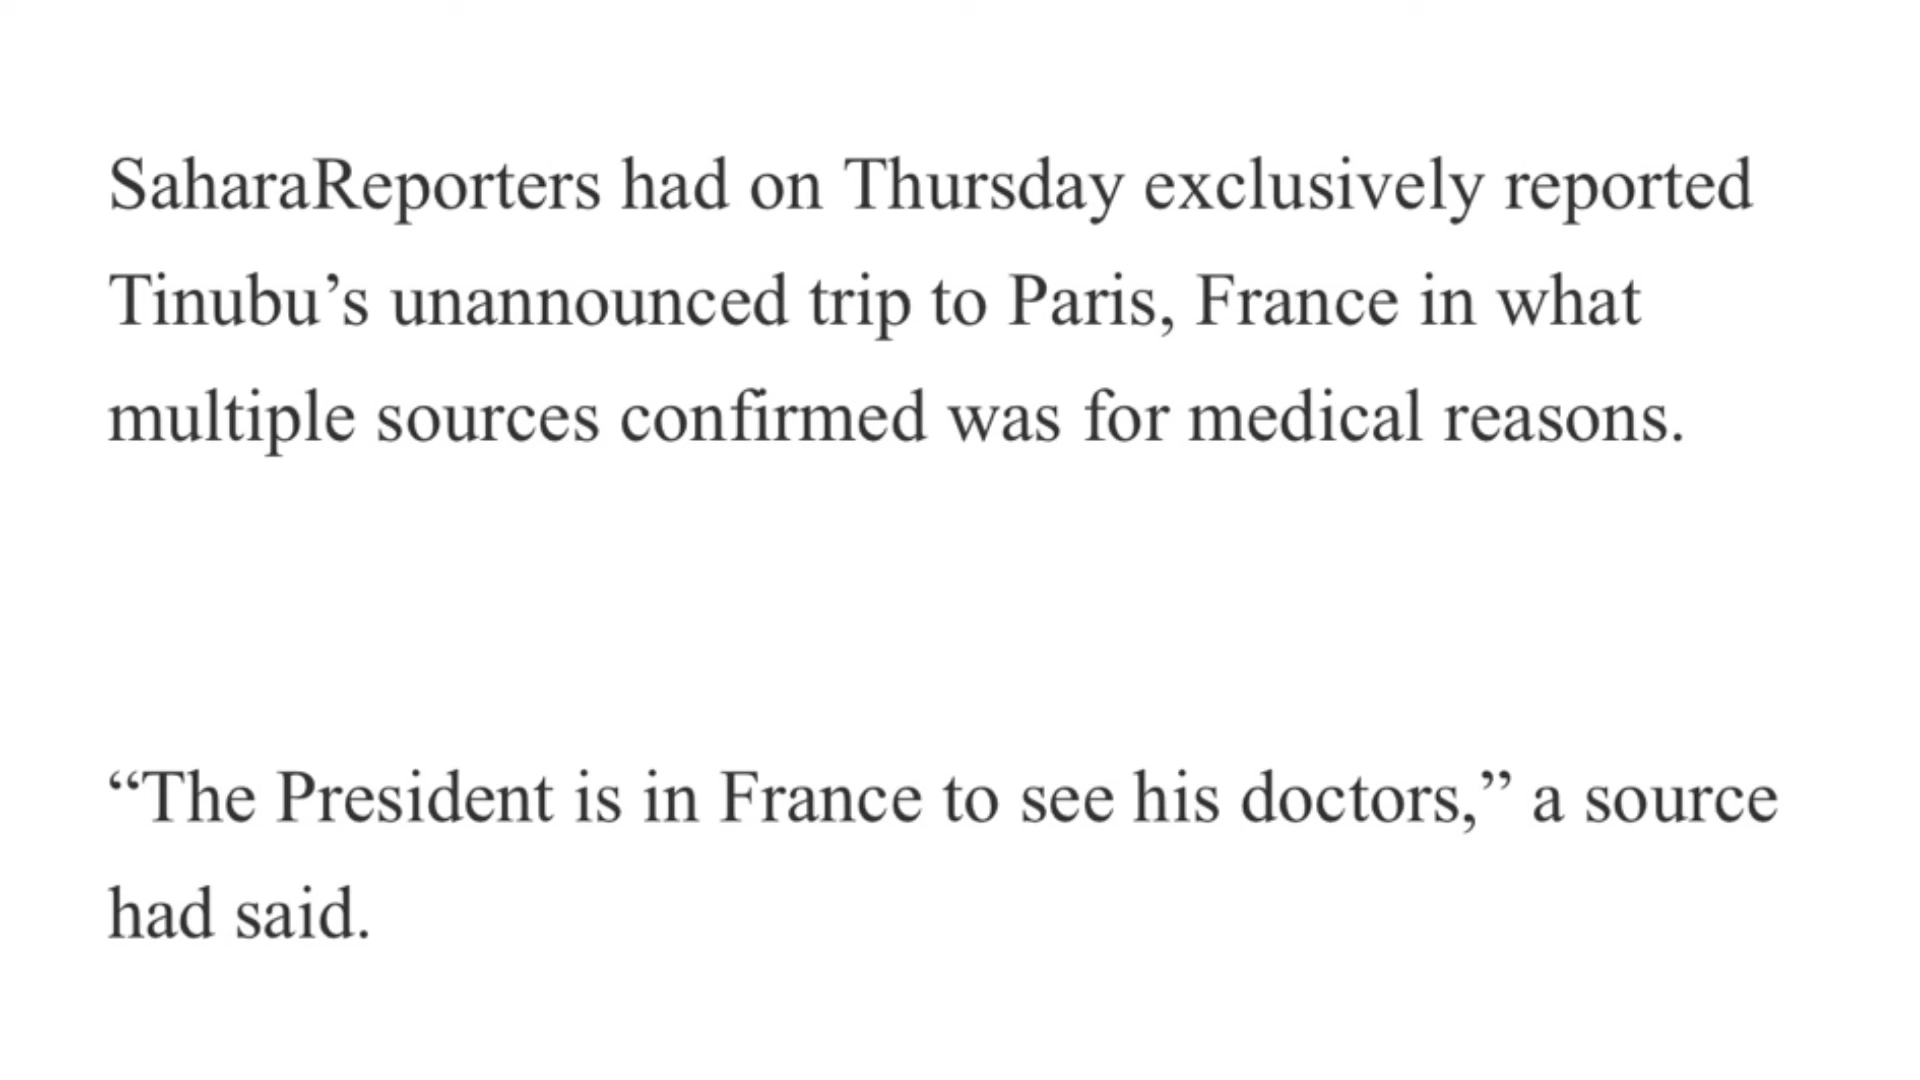 SaharaReporters had on Thursday exclusively reported
Tinubu’s unannounced trip to Paris, France in what
multiple sources confirmed was for medical reasons.
“The President is in France to see his doctors,” a source
had said.